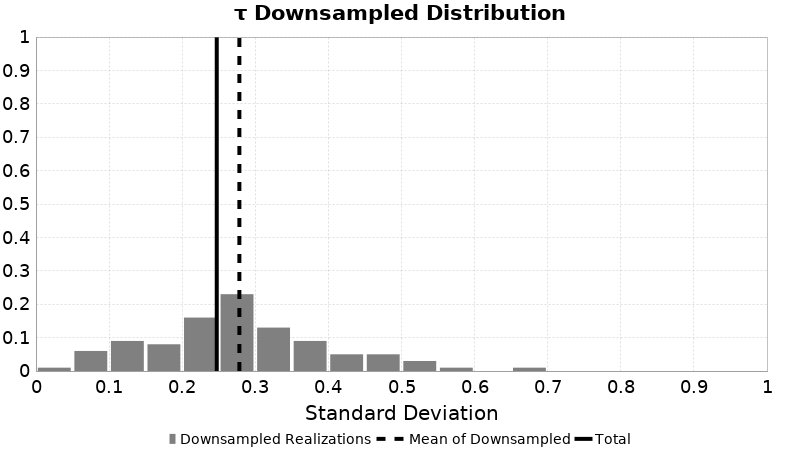 τ Downsampled Distribution
1
0.9
0.8
0.7
0.6
0.5
0.4
0.3
0.2
0.1
0
0 0.1 0.2 0.3 0.4 0.5 0.6 0.7 0.8 0.9 1
Standard Deviation
Downsampled Realizations Mean of Downsampled Total